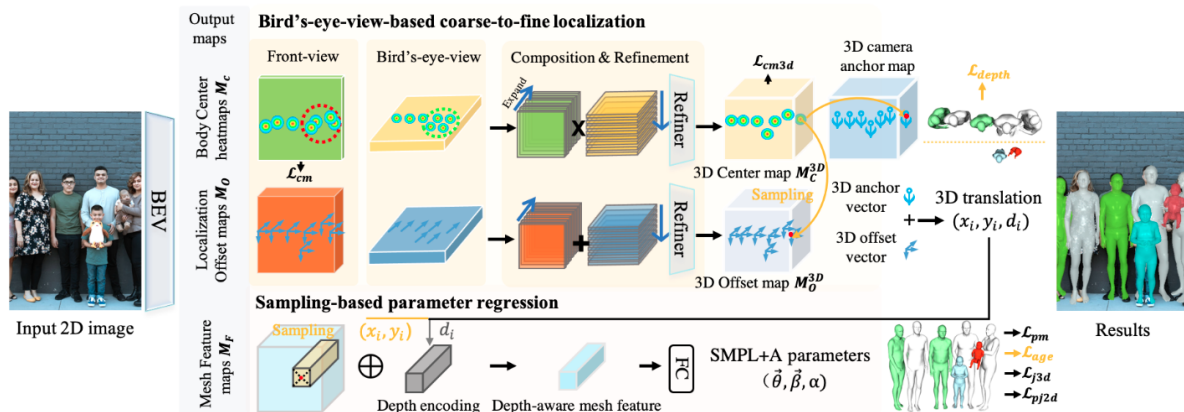 Output maps
Bird's-eye-view-based coarse-to-fine localization
Front-view
Bird's-eye-view
Composition & Refinement
3D camera
anchor map
Body Center
heatmaps M_c
Expand
X
Refiner
ℒ_cm3d
ℒ_depth
ℒ_cm
3D Center map M_C^3D
BEV
Localization
Offset maps M_O
+
Refiner
Sampling
3D anchor
vector
+
3D offset
vector
3D translation
(x_i, y_i, d_i)
3D Offset map M_O^3D
Input 2D image
Results
Sampling-based parameter regression
Mesh Feature
maps M_F
Sampling
(x_i, y_i)
d_i
⊕
Depth encoding
Depth-aware mesh feature
FC
SMPL+A parameters
(θ⃗, β⃗, α)
ℒ_pm
ℒ_age
ℒ_j3d
ℒ_pj2d